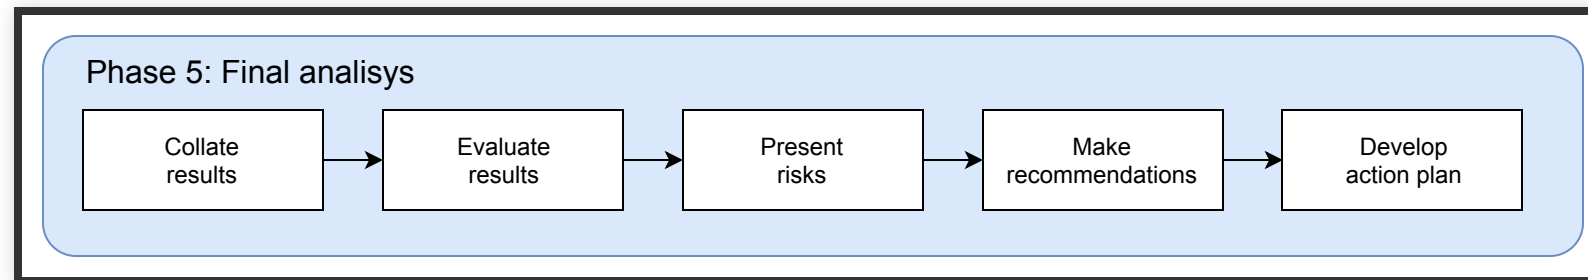 Phase 5: Final analisys
Collate
results
Evaluate
results
Present
risks
Make
recommendations
Develop
action plan